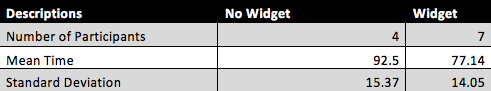 Descriptions No Widget Widget
Number of Participants 4 7
Mean Time 92.5 77.14
Standard Deviation 15.37 14.05